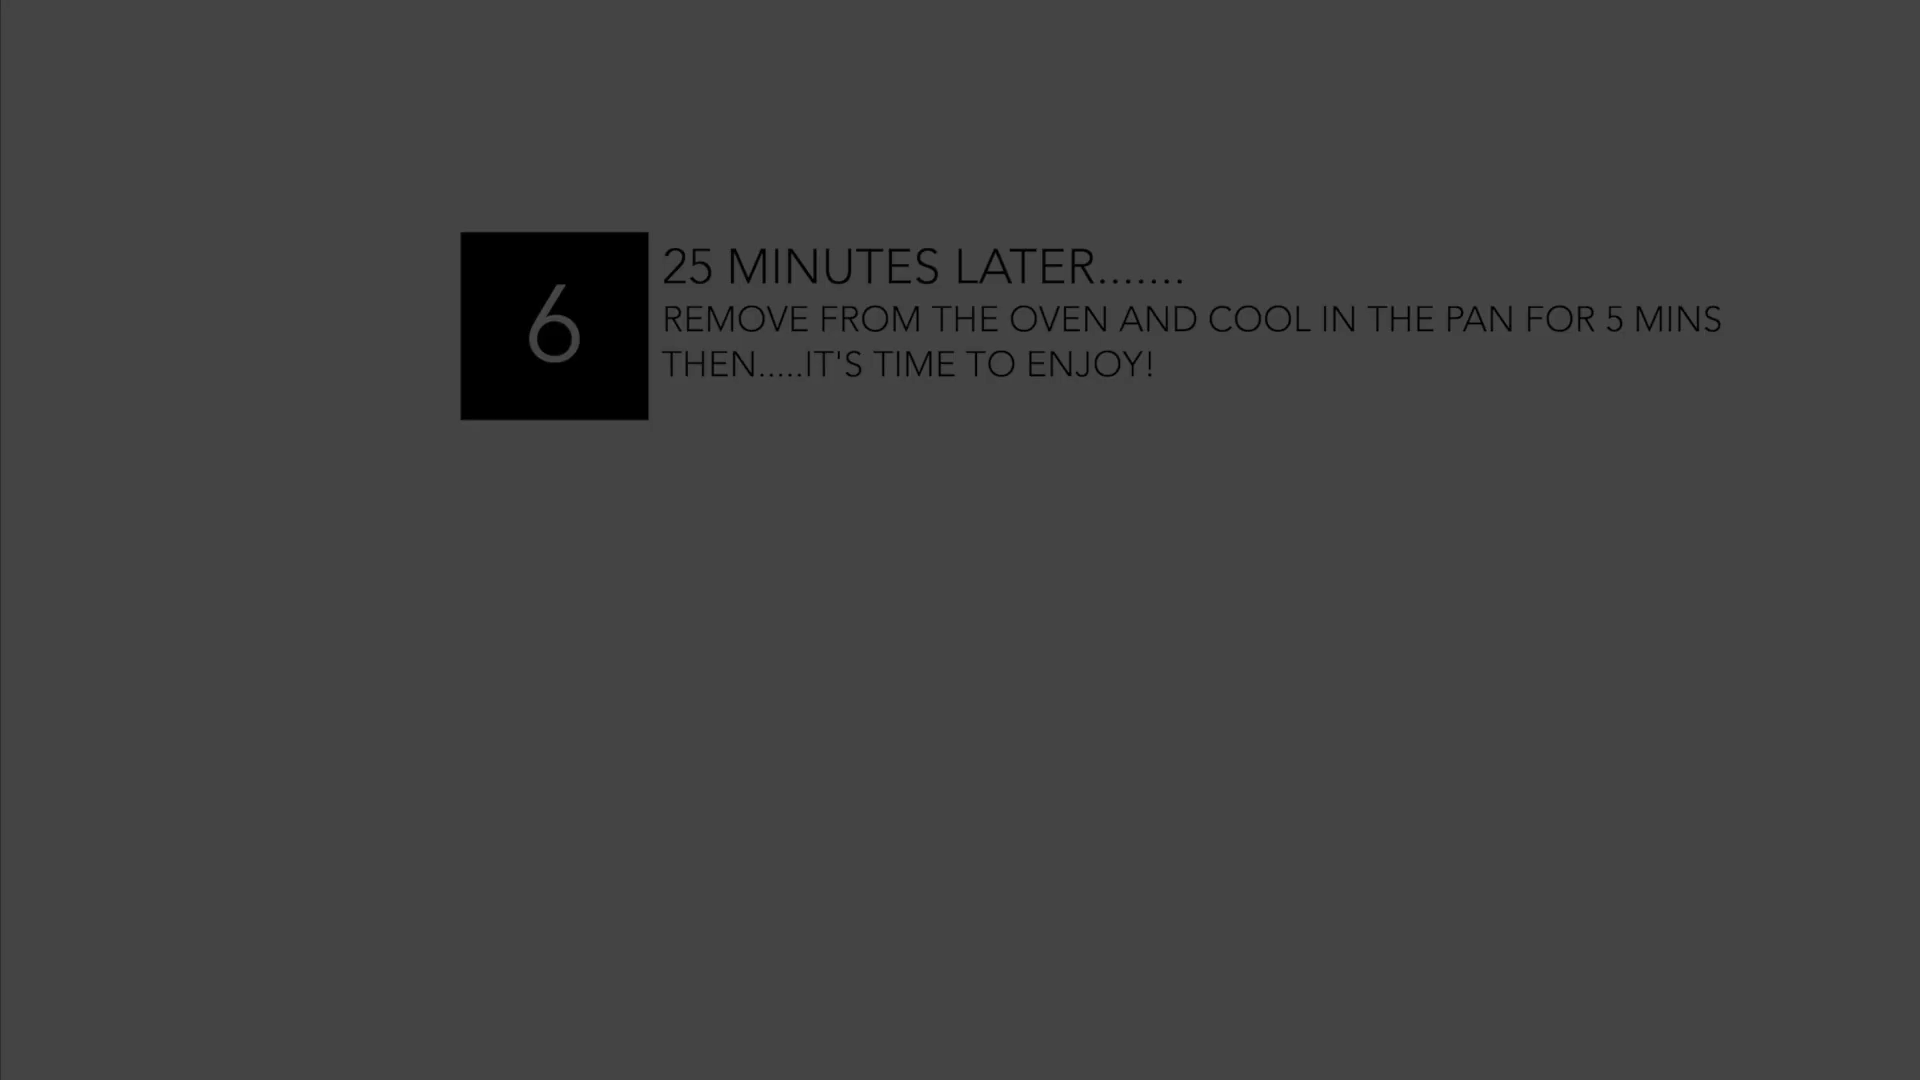 6
25 MINUTES LATER.......
REMOVE FROM THE OVEN AND COOL IN THE PAN FOR 5 MINS
THEN.....IT'S TIME TO ENJOY!